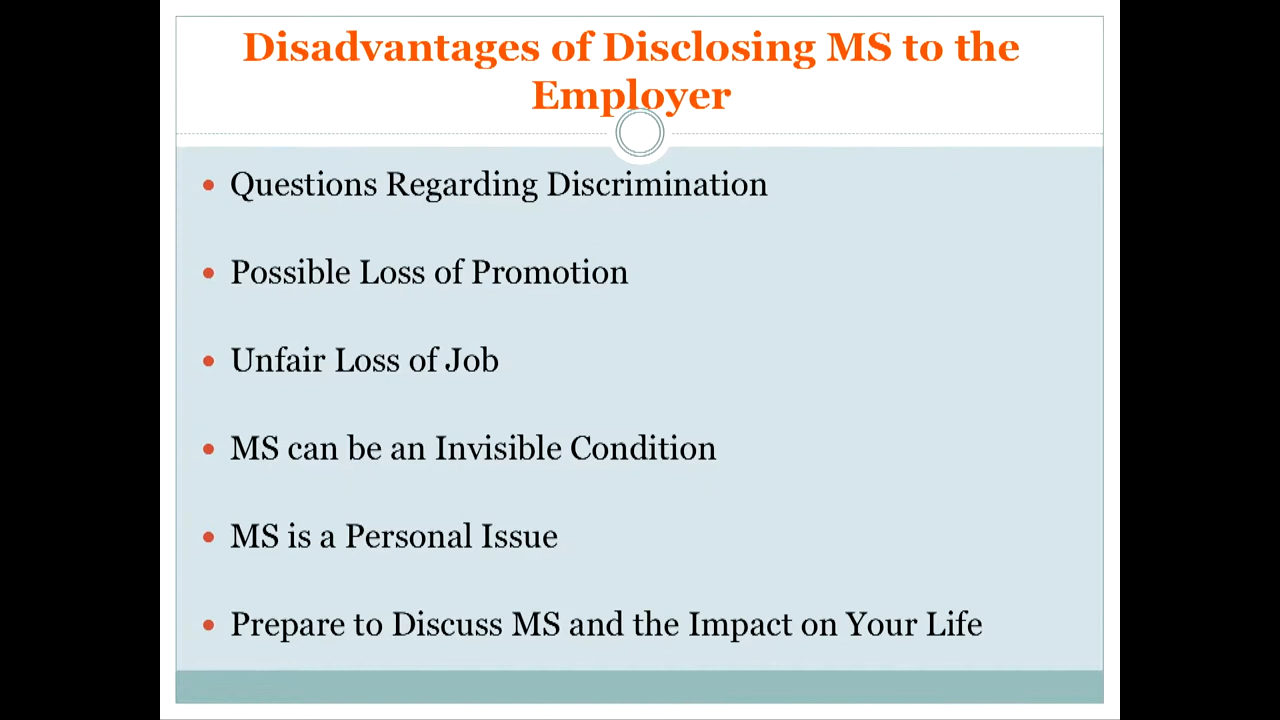 Disadvantages of Disclosing MS to the
Employer
• Questions Regarding Discrimination
• Possible Loss of Promotion
• Unfair Loss of Job
• MS can be an Invisible Condition
• MS is a Personal Issue
• Prepare to Discuss MS and the Impact on Your Life